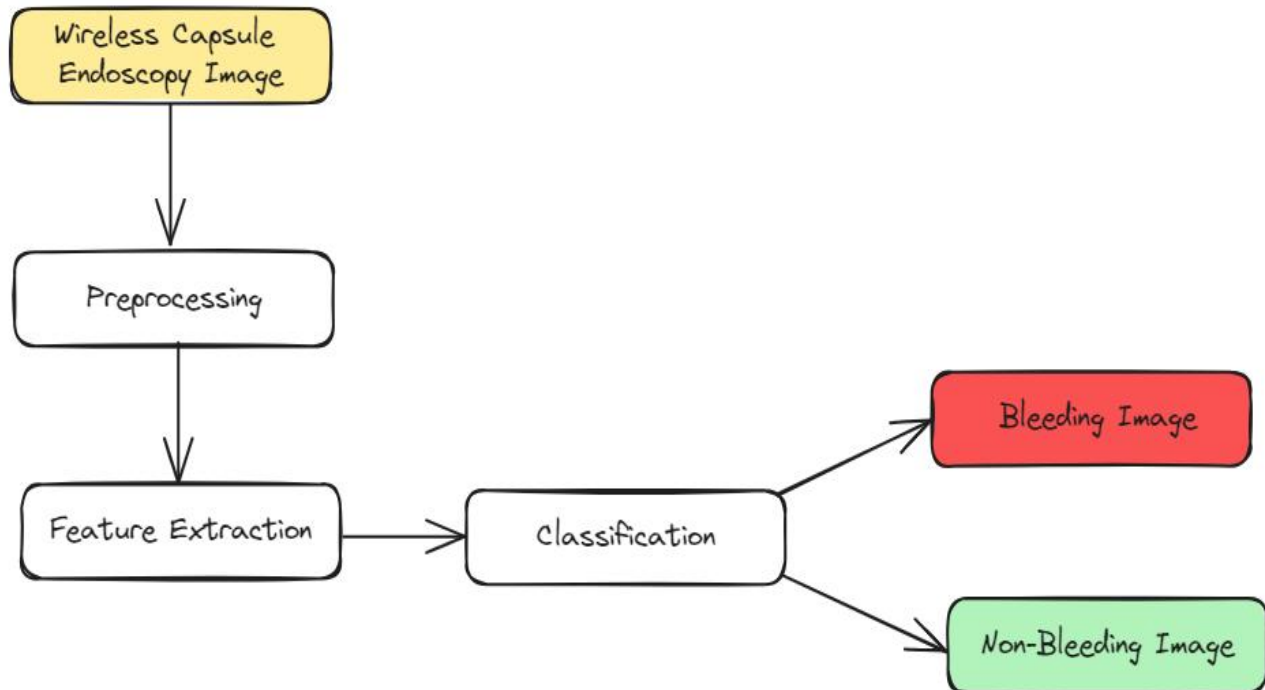 Wireless Capsule
Endoscopy Image
Preprocessing
Bleeding Image
Feature Extraction
Classification
Non-Bleeding Image